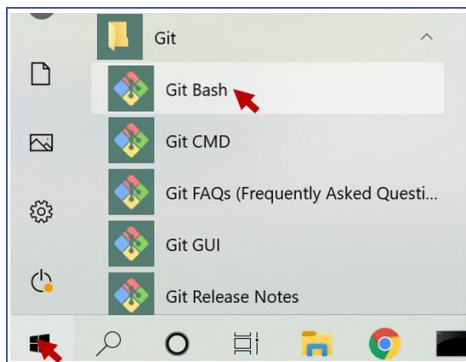 Git
Git Bash
Git CMD
Git FAQs (Frequently Asked Questi...
Git GUI
Git Release Notes